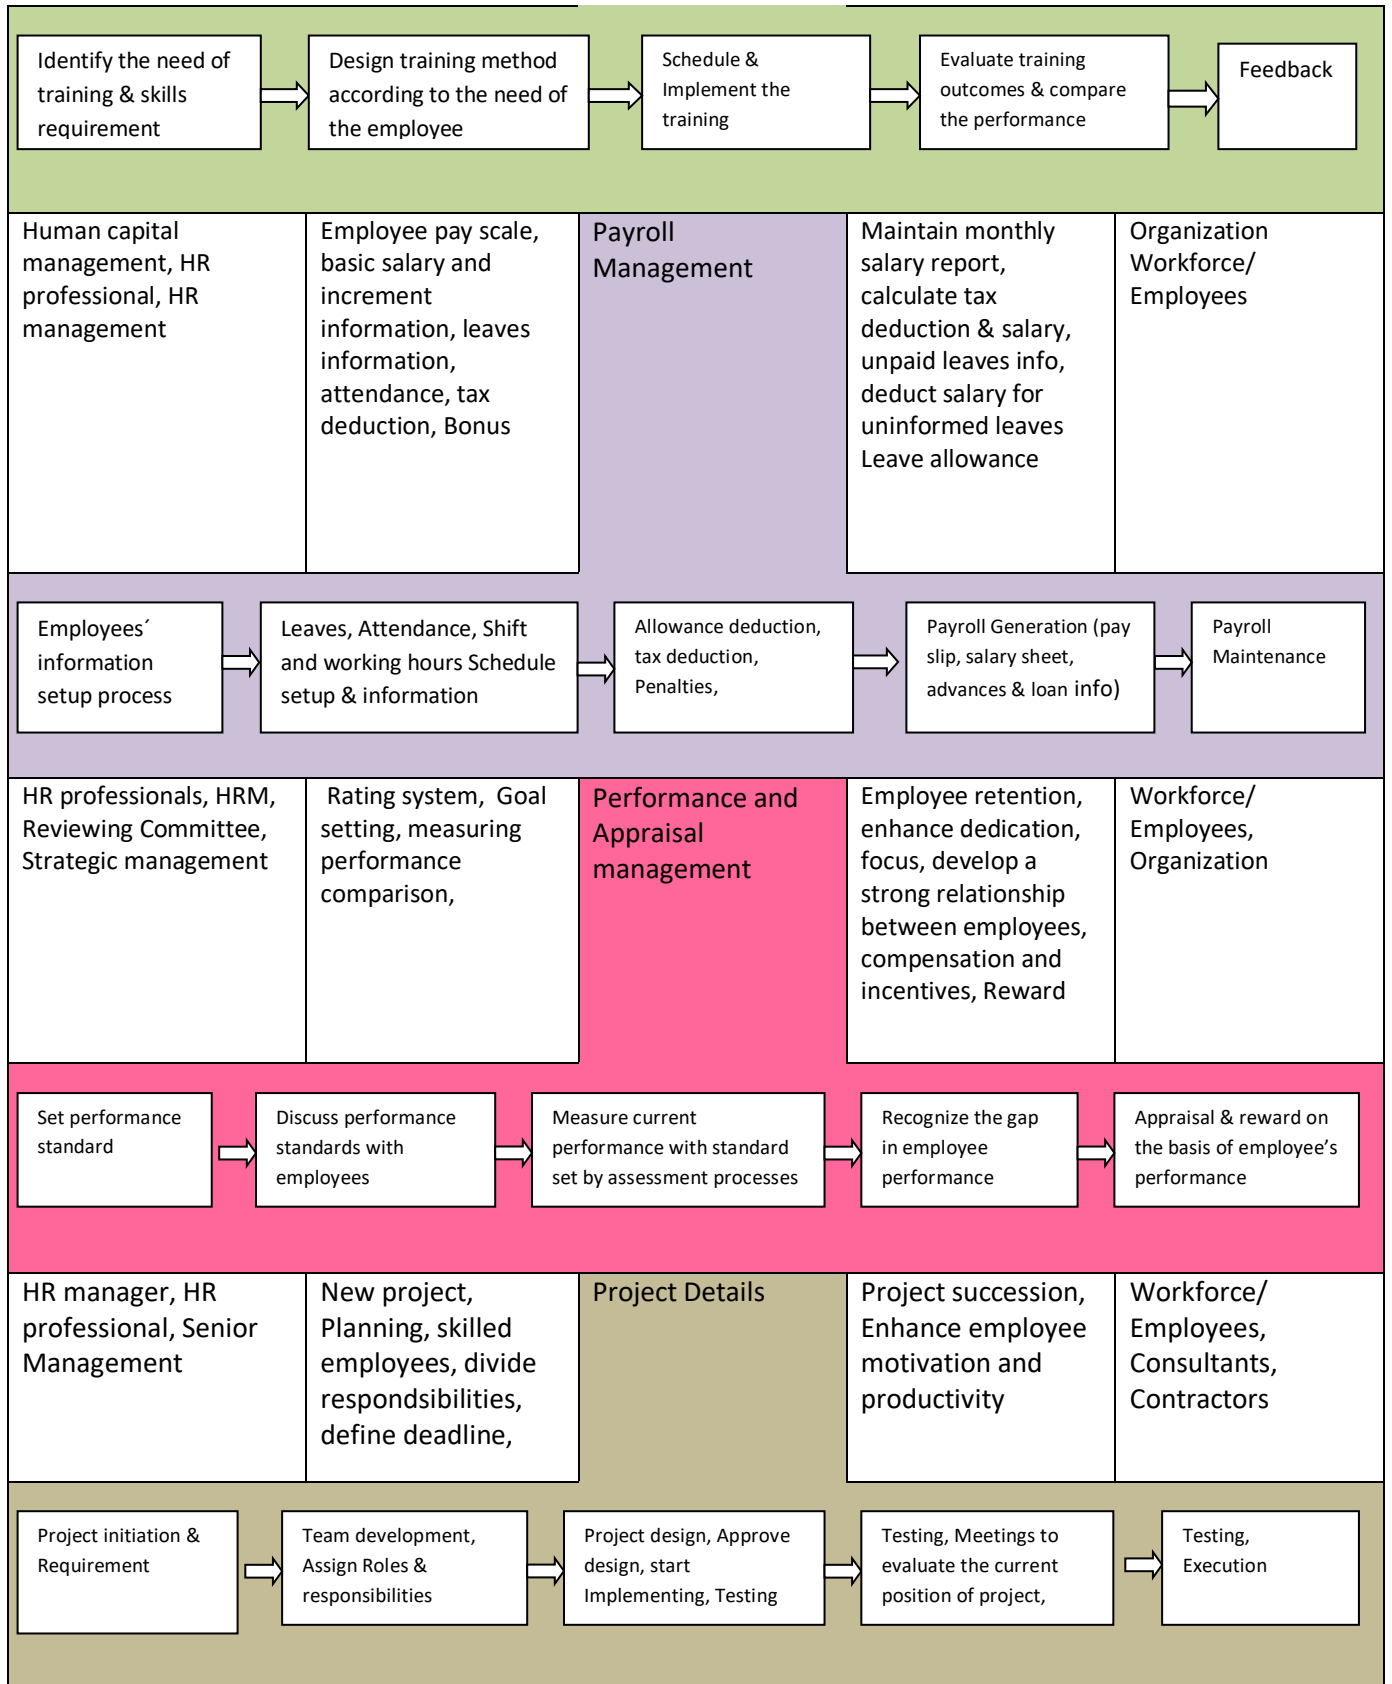 Identify the need of
training & skills
requirement
Design training method
according to the need of
the employee
Schedule &
Implement the
training
Evaluate training
outcomes & compare
the performance
Feedback
Human capital
management, HR
professional, HR
management
Employee pay scale,
basic salary and
increment
information, leaves
information,
attendance, tax
deduction, Bonus
Payroll
Management
Maintain monthly
salary report,
calculate tax
deduction & salary,
unpaid leaves info,
deduct salary for
uninformed leaves
Leave allowance
Organization
Workforce/
Employees
Employees´
information
setup process
Leaves, Attendance, Shift
and working hours Schedule
setup & information
Allowance deduction,
tax deduction,
Penalties,
Payroll Generation (pay
slip, salary sheet,
advances & loan info)
Payroll
Maintenance
HR professionals, HRM,
Reviewing Committee,
Strategic management
Rating system, Goal
setting, measuring
performance
comparison,
Performance and
Appraisal
management
Employee retention,
enhance dedication,
focus, develop a
strong relationship
between employees,
compensation and
incentives, Reward
Workforce/
Employees,
Organization
Set performance
standard
Discuss performance
standards with
employees
Measure current
performance with standard
set by assessment processes
Recognize the gap
in employee
performance
Appraisal & reward on
the basis of employee’s
performance
HR manager, HR
professional, Senior
Management
New project,
Planning, skilled
employees, divide
respondsibilities,
define deadline,
Project Details
Project succession,
Enhance employee
motivation and
productivity
Workforce/
Employees,
Consultants,
Contractors
Project initiation &
Requirement
Team development,
Assign Roles &
responsibilities
Project design, Approve
design, start
Implementing, Testing
Testing, Meetings to
evaluate the current
position of project,
Testing,
Execution